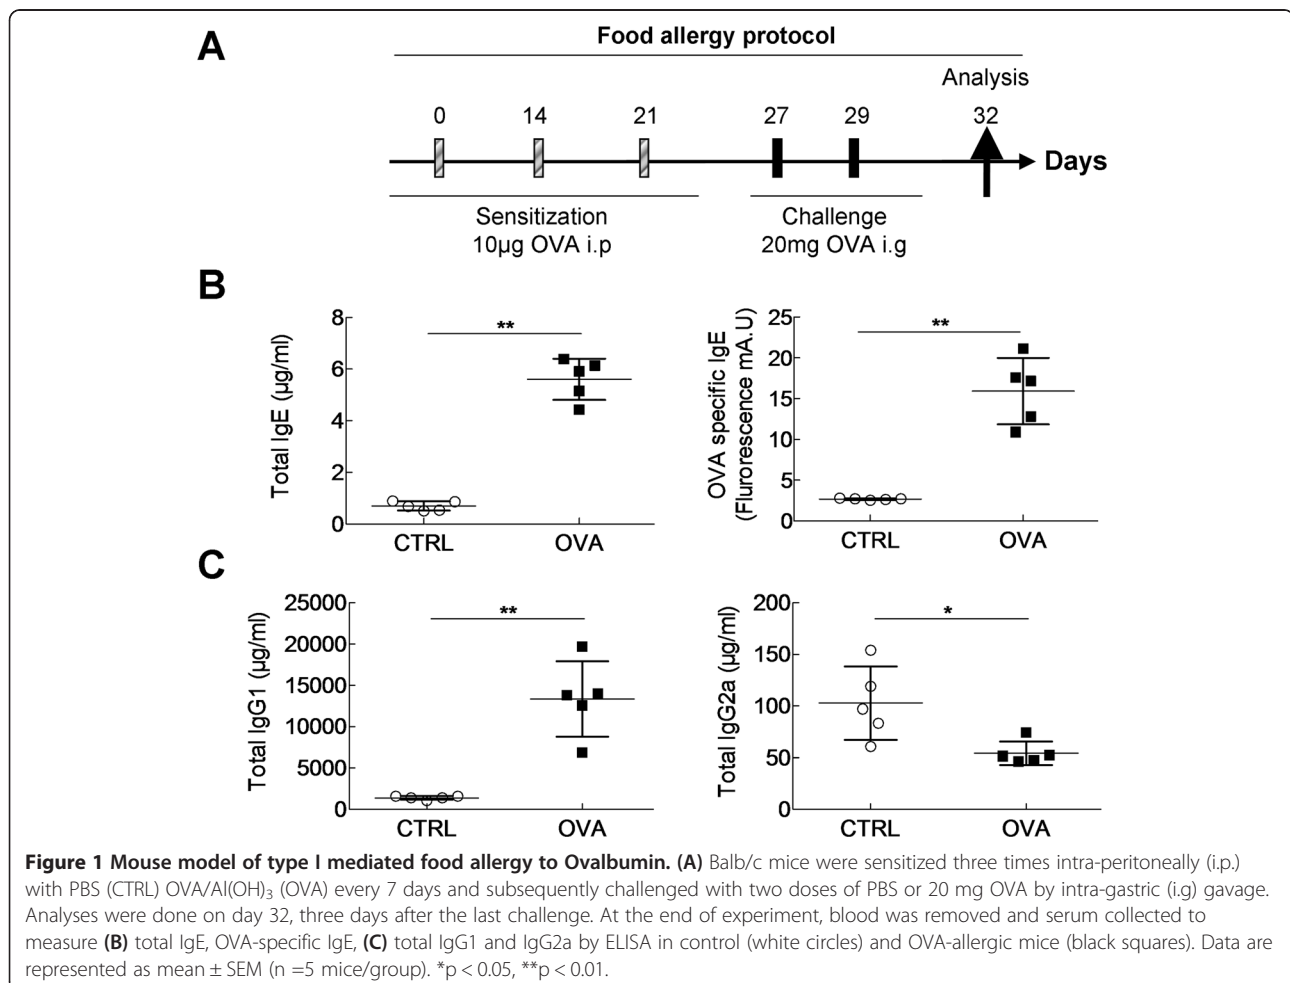 A
Food allergy protocol
Analysis
0 14 21 27 29 32
Days
Sensitization
10µg OVA i.p
Challenge
20mg OVA i.g
B
Total IgE (µg/ml)
8
6
4
2
0
**
CTRL OVA
OVA specific IgE
(Flurorescence mA.U)
25
20
15
10
5
0
**
CTRL OVA
C
Total IgG1 (µg/ml)
25000
20000
15000
10000
5000
0
**
CTRL OVA
Total IgG2a (µg/ml)
200
150
100
50
0
*
CTRL OVA
Figure 1 Mouse model of type I mediated food allergy to Ovalbumin. (A) Balb/c mice were sensitized three times intra-peritoneally (i.p.)
with PBS (CTRL) OVA/Al(OH)₃ (OVA) every 7 days and subsequently challenged with two doses of PBS or 20 mg OVA by intra-gastric (i.g) gavage.
Analyses were done on day 32, three days after the last challenge. At the end of experiment, blood was removed and serum collected to
measure (B) total IgE, OVA-specific IgE, (C) total IgG1 and IgG2a by ELISA in control (white circles) and OVA-allergic mice (black squares). Data are
represented as mean ± SEM (n =5 mice/group). *p < 0.05, **p < 0.01.